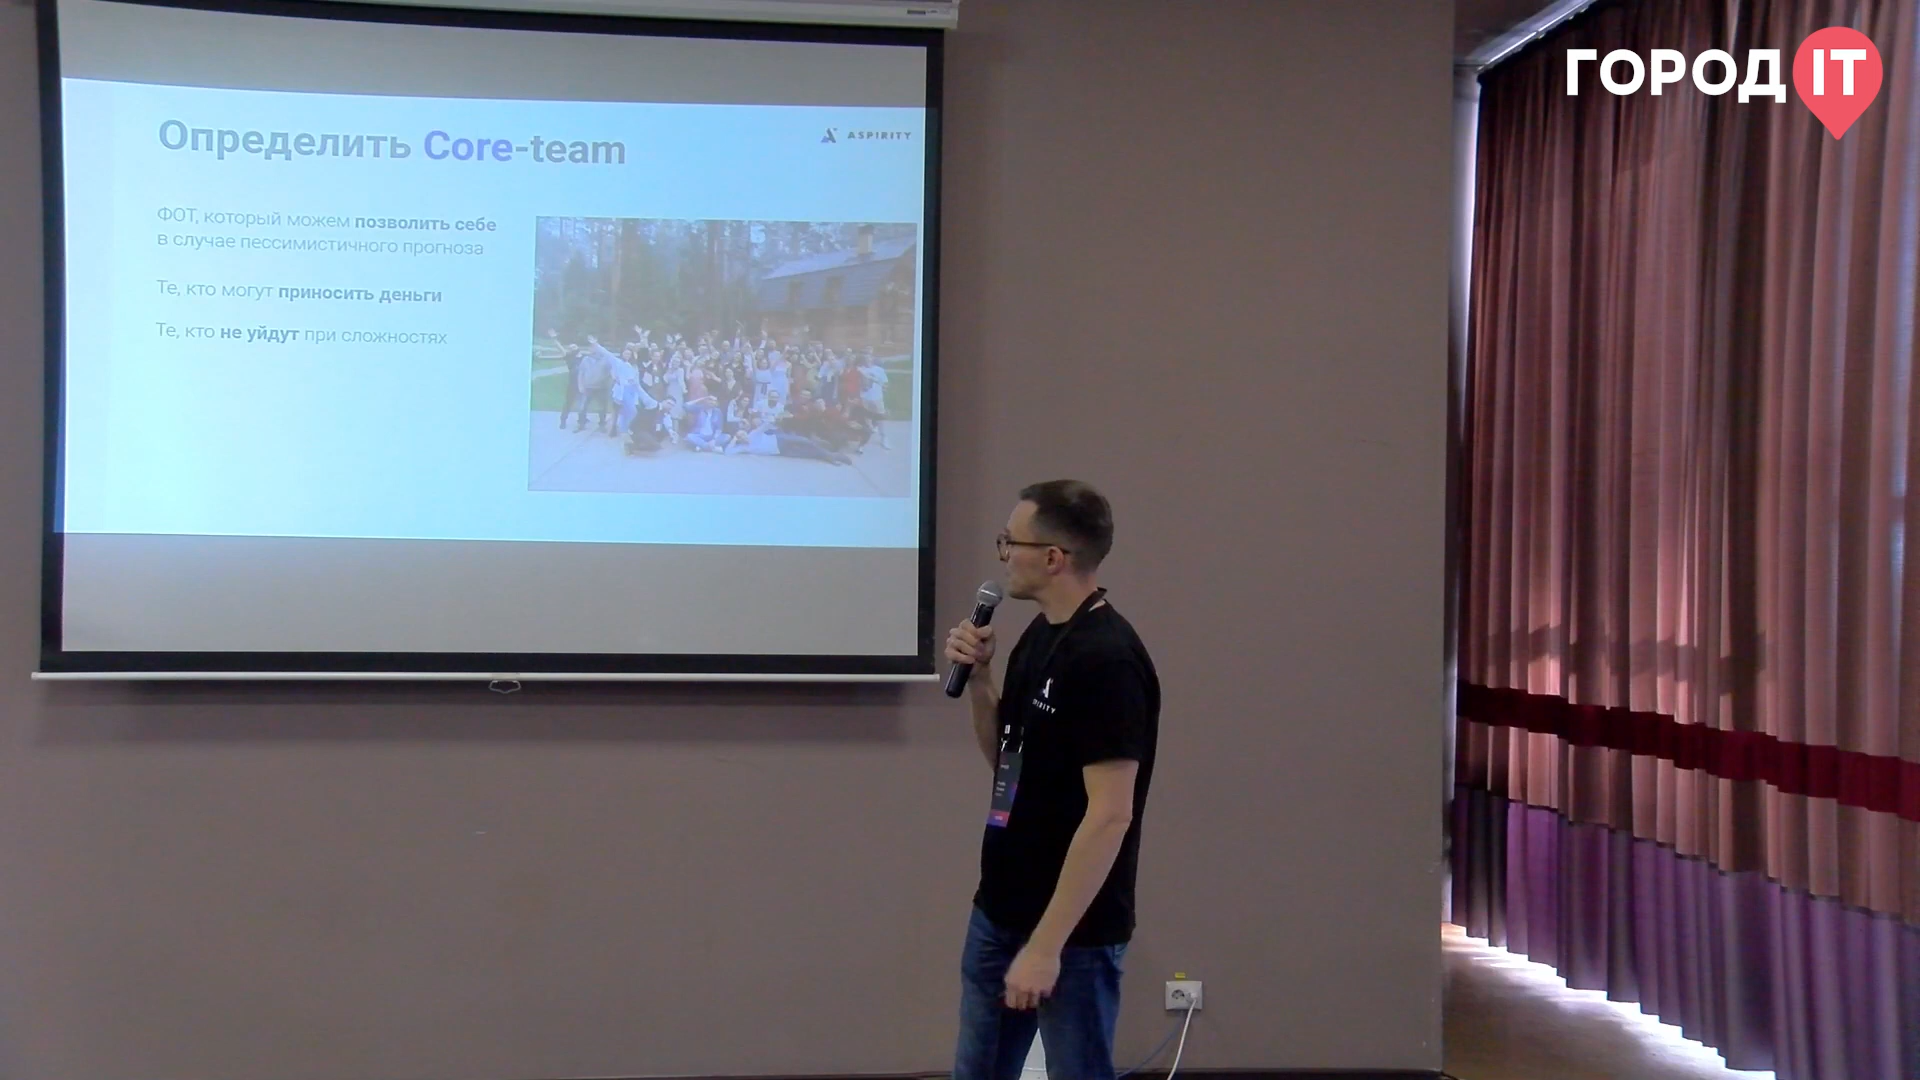 ГОРОД IT
Определить Core-team
ASPIRITY
ФОТ, который можем позволить себе
в случае пессимистичного прогноза
Те, кто могут приносить деньги
Те, кто не уйдут при сложностях